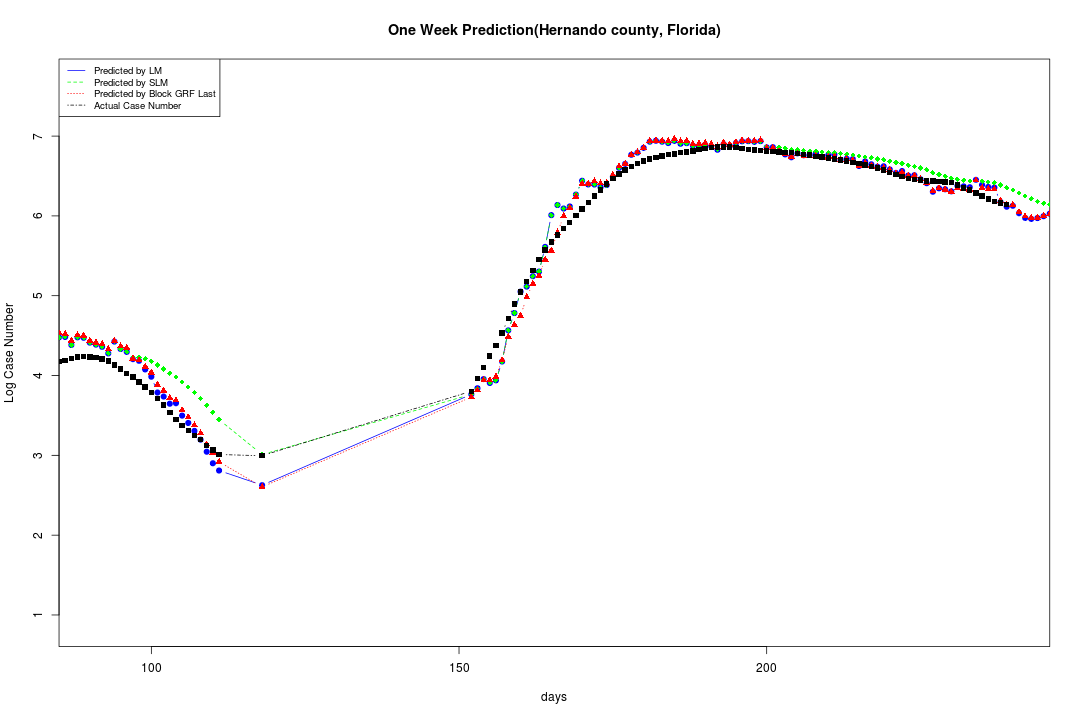 One Week Prediction(Hernando county, Florida)
Predicted by LM
Predicted by SLM
Predicted by Block GRF Last
Actual Case Number
7
6
5
4
3
2
1
Log Case Number
100 150 200
days